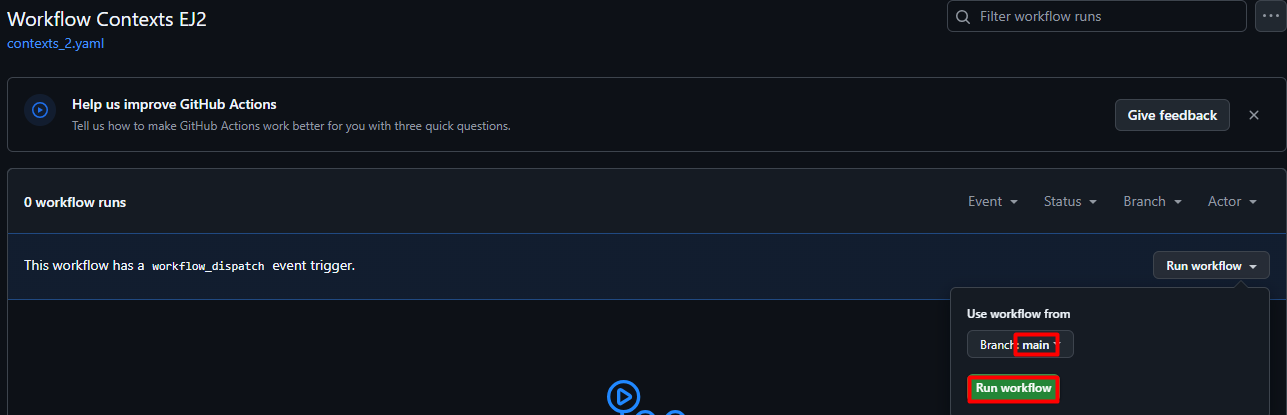 Workflow Contexts EJ2
Filter workflow runs
contexts_2.yaml
Help us improve GitHub Actions
Tell us how to make GitHub Actions work better for you with three quick questions.
Give feedback
0 workflow runs
Event
Status
Branch
Actor
This workflow has a workflow_dispatch event trigger.
Run workflow
Use workflow from
Branch: main
Run workflow